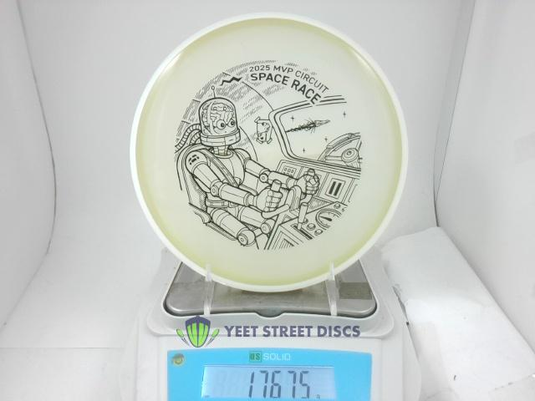 2025 MVP CIRCUIT
SPACE RACE
YEET STREET DISCS
SOLID
176.75